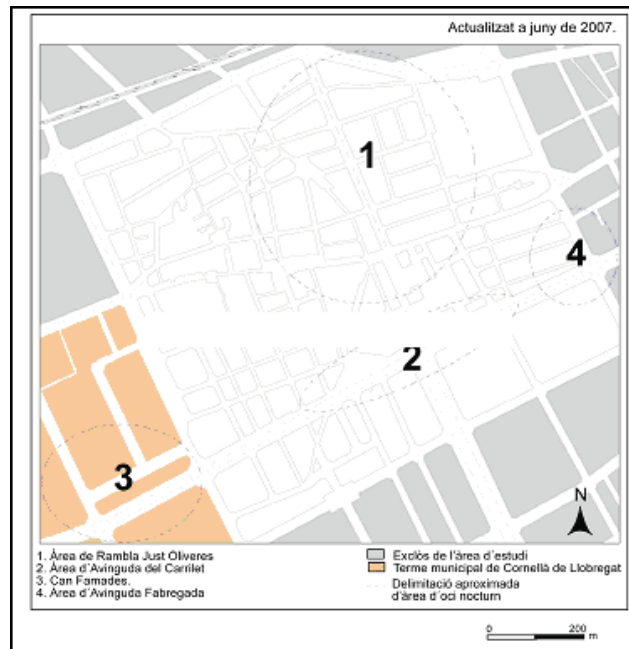 Actualitzat a juny de 2007.
1
4
2
3
N
1. Àrea de Rambla Just Oliveres
2. Àrea d'Avinguda del Carrilet
3. Can Famades.
4. Àrea d'Avinguda Fabregada
Exclòs de l'àrea d'estudi
Terme municipal de Cornellà de Llobregat
Delimitació aproximada
d'àrea d'oci nocturn
0 200 m